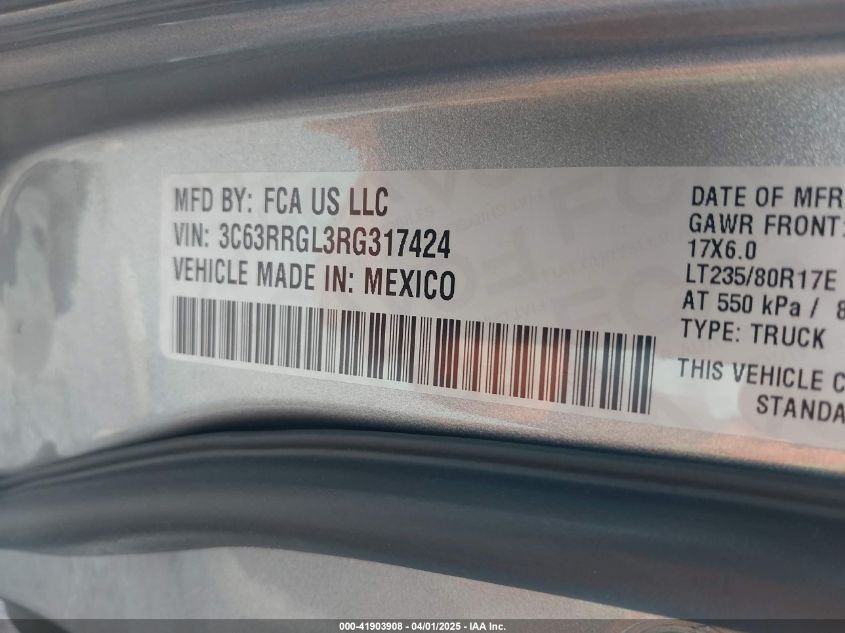 MFD BY: FCA US LLC
VIN: 3C63RRGL3RG317424
VEHICLE MADE IN: MEXICO
DATE OF MFR
GAWR FRONT:
17X6.0
LT235/80R17E
AT 550 kPa / 8
TYPE: TRUCK
THIS VEHICLE C
STANDA
000-41903908 - 04/01/2025 - IAA Inc.